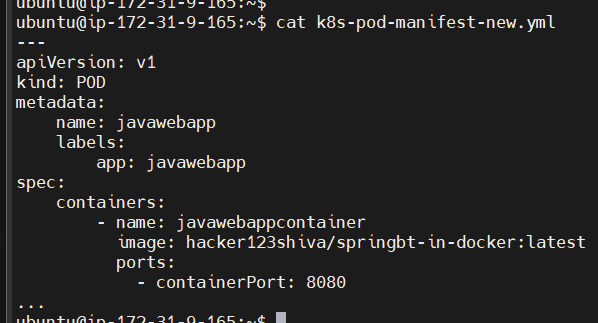 ubuntu@ip-172-31-9-165:~$
ubuntu@ip-172-31-9-165:~$ cat k8s-pod-manifest-new.yml
---
apiVersion: v1
kind: POD
metadata:
    name: javawebapp
    labels:
        app: javawebapp
spec:
    containers:
        - name: javawebappcontainer
          image: hacker123shiva/springbt-in-docker:latest
          ports:
            - containerPort: 8080
...
ubuntu@ip-172-31-9-165:~$